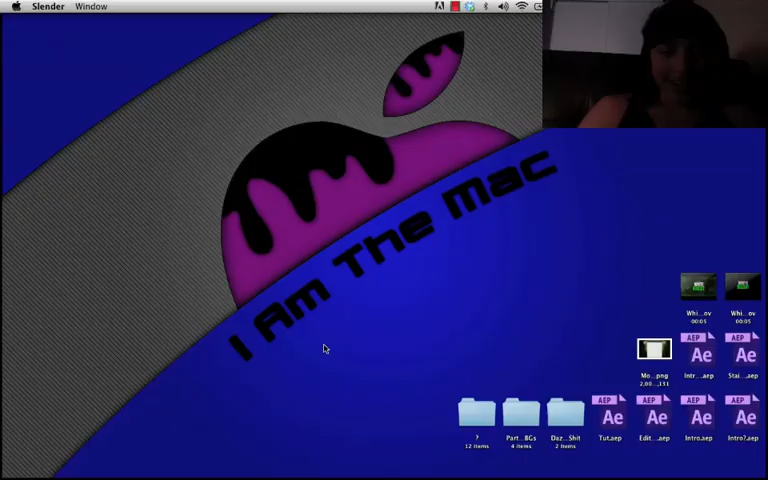 Slender Window
I Am The Mac
Whi...ov
00:05
Whi...ov
00:05
Mo...png
2,00...,131
AEP
Ae
Intr...aep
AEP
Ae
Stai...aep
?
12 items
Part...BGs
4 items
Daz...Shit
2 items
AEP
Ae
Tut.aep
AEP
Ae
Edit...aep
AEP
Ae
Intro.aep
AEP
Ae
Intro?.aep